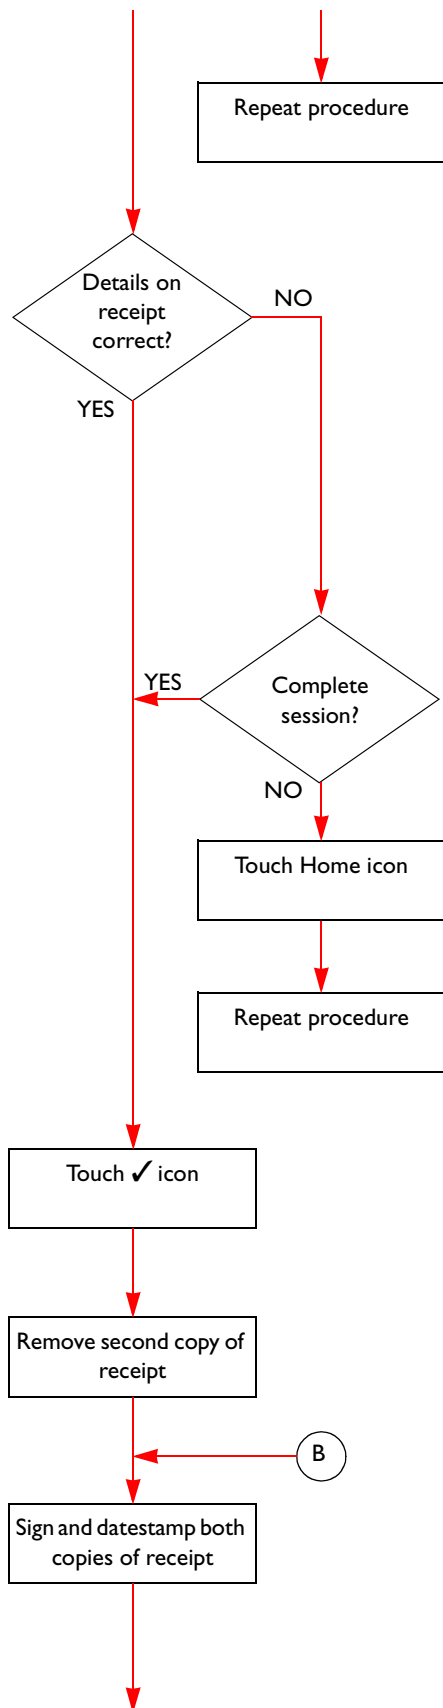 Repeat procedure
Details on
receipt
correct?
NO
YES
YES
Complete
session?
NO
Touch Home icon
Repeat procedure
Touch ✓ icon
Remove second copy of
receipt
B
Sign and datestamp both
copies of receipt